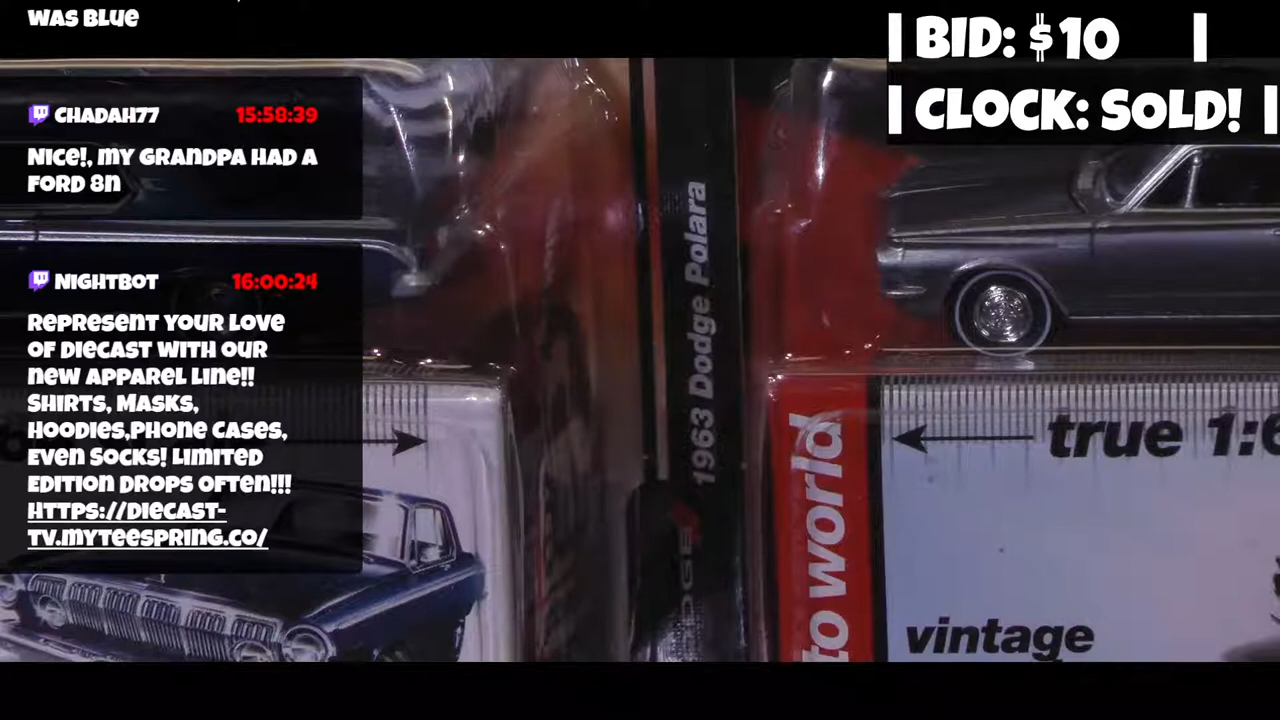 WAS BLUE
| BID: $10 |
| CLOCK: SOLD! |
CHADAH77 15:58:39
NICE!, MY GRANDPA HAD A
FORD 8N
NIGHTBOT 16:00:24
REPRESENT YOUR LOVE
OF DIECAST WITH OUR
NEW APPAREL LINE!!
SHIRTS, MASKS,
HOODIES,PHONE CASES,
EVEN SOCKS! LIMITED
EDITION DROPS OFTEN!!!
HTTPS://DIECAST-
TV.MYTEESPRING.CO/
1963 Dodge Polara
to world
true 1:6
vintage